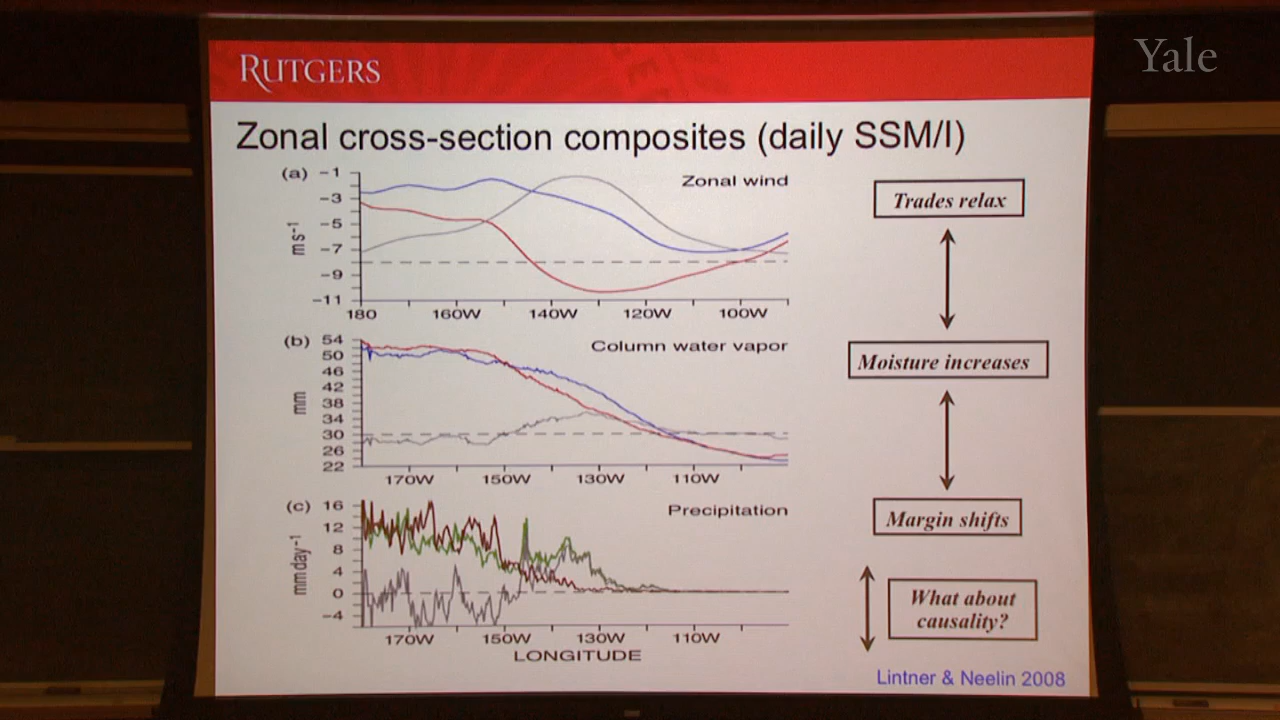 RUTGERS
Yale
Zonal cross-section composites (daily SSM/I)
(a)
Zonal wind
ms⁻¹
−1
−3
−5
−7
−9
−11
180 160W 140W 120W 100W
(b)
Column water vapor
mm
54
50
46
42
38
34
30
26
22
170W 150W 130W 110W
(c)
Precipitation
mmday⁻¹
16
12
8
4
0
−4
170W 150W 130W 110W
LONGITUDE
Trades relax
Moisture increases
Margin shifts
What about
causality?
Lintner & Neelin 2008